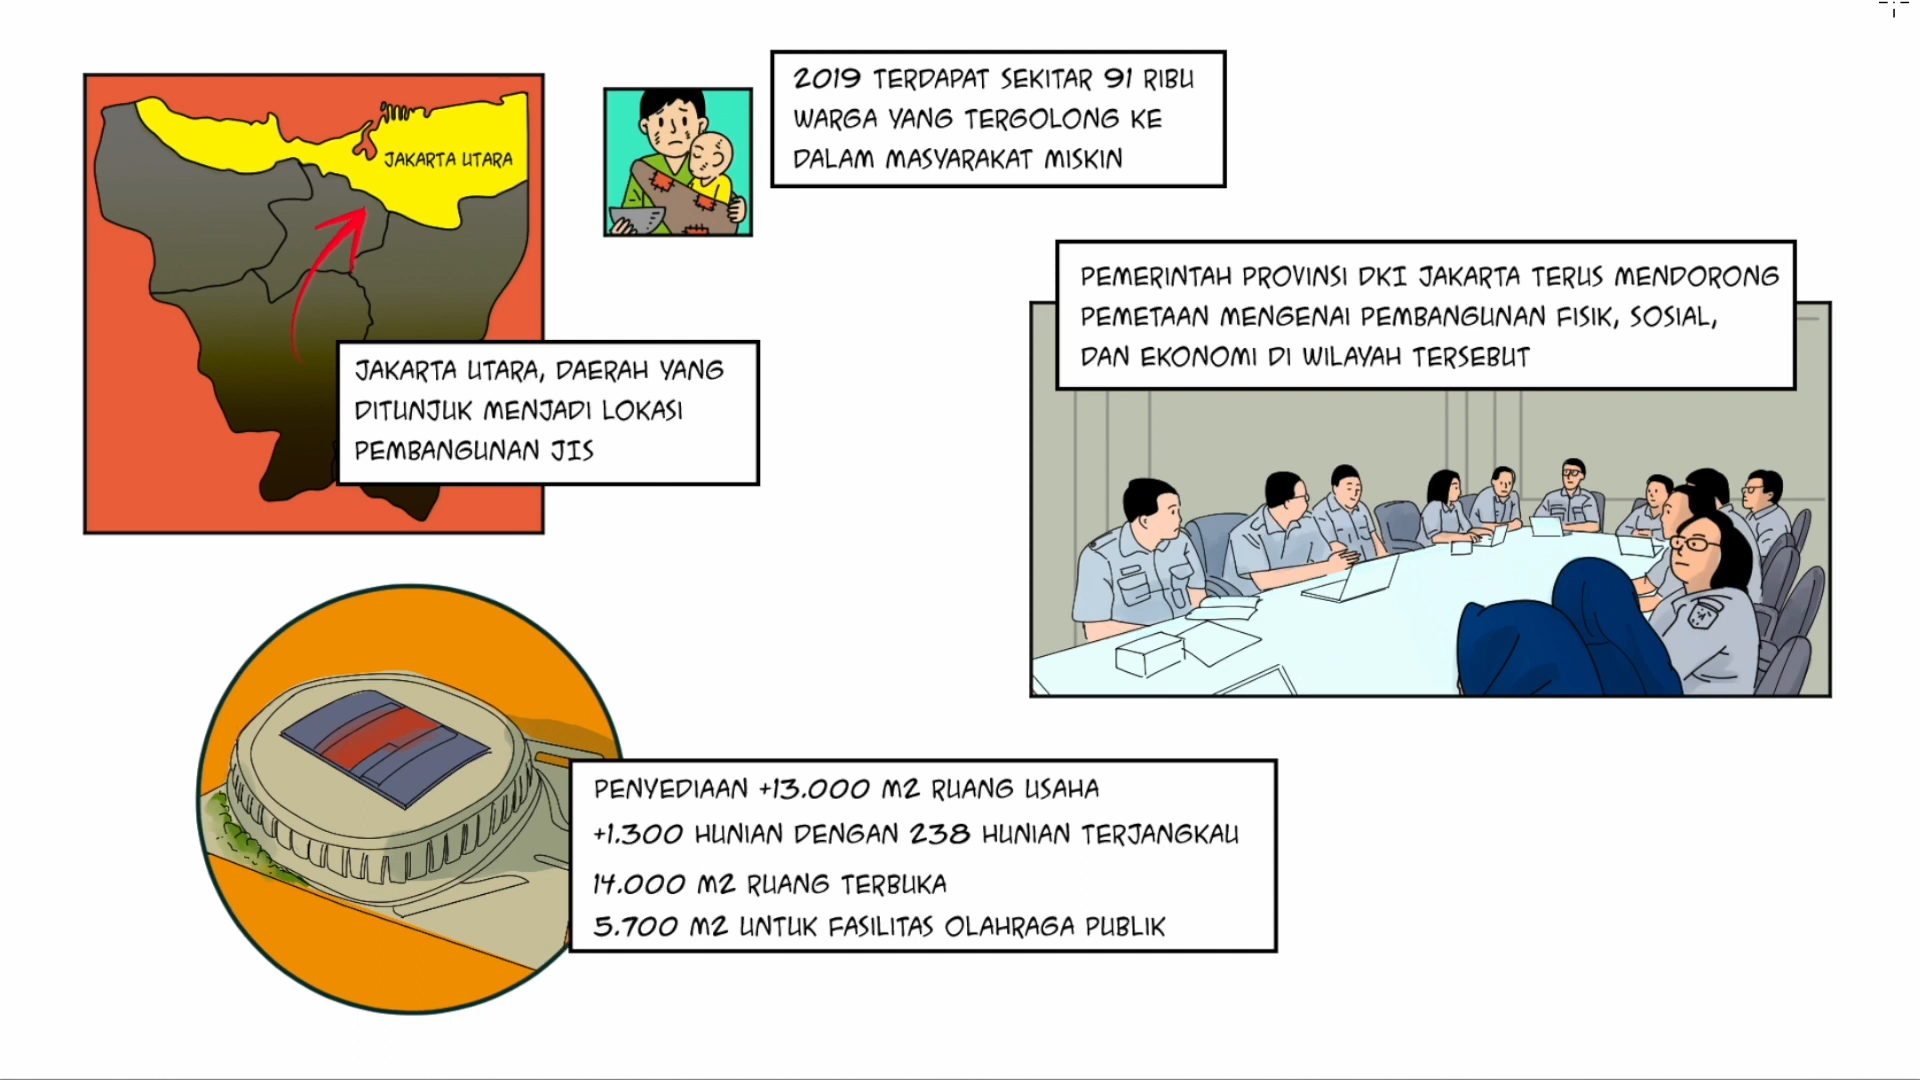 JAKARTA UTARA
JAKARTA UTARA, DAERAH YANG
DITUNJUK MENJADI LOKASI
PEMBANGUNAN JIS
2019 TERDAPAT SEKITAR 91 RIBU
WARGA YANG TERGOLONG KE
DALAM MASYARAKAT MISKIN
PEMERINTAH PROVINSI DKI JAKARTA TERUS MENDORONG
PEMETAAN MENGENAI PEMBANGUNAN FISIK, SOSIAL,
DAN EKONOMI DI WILAYAH TERSEBUT
PENYEDIAAN +13.000 M2 RUANG USAHA
+1.300 HUNIAN DENGAN 238 HUNIAN TERJANGKAU
14.000 M2 RUANG TERBUKA
5.700 M2 UNTUK FASILITAS OLAHRAGA PUBLIK